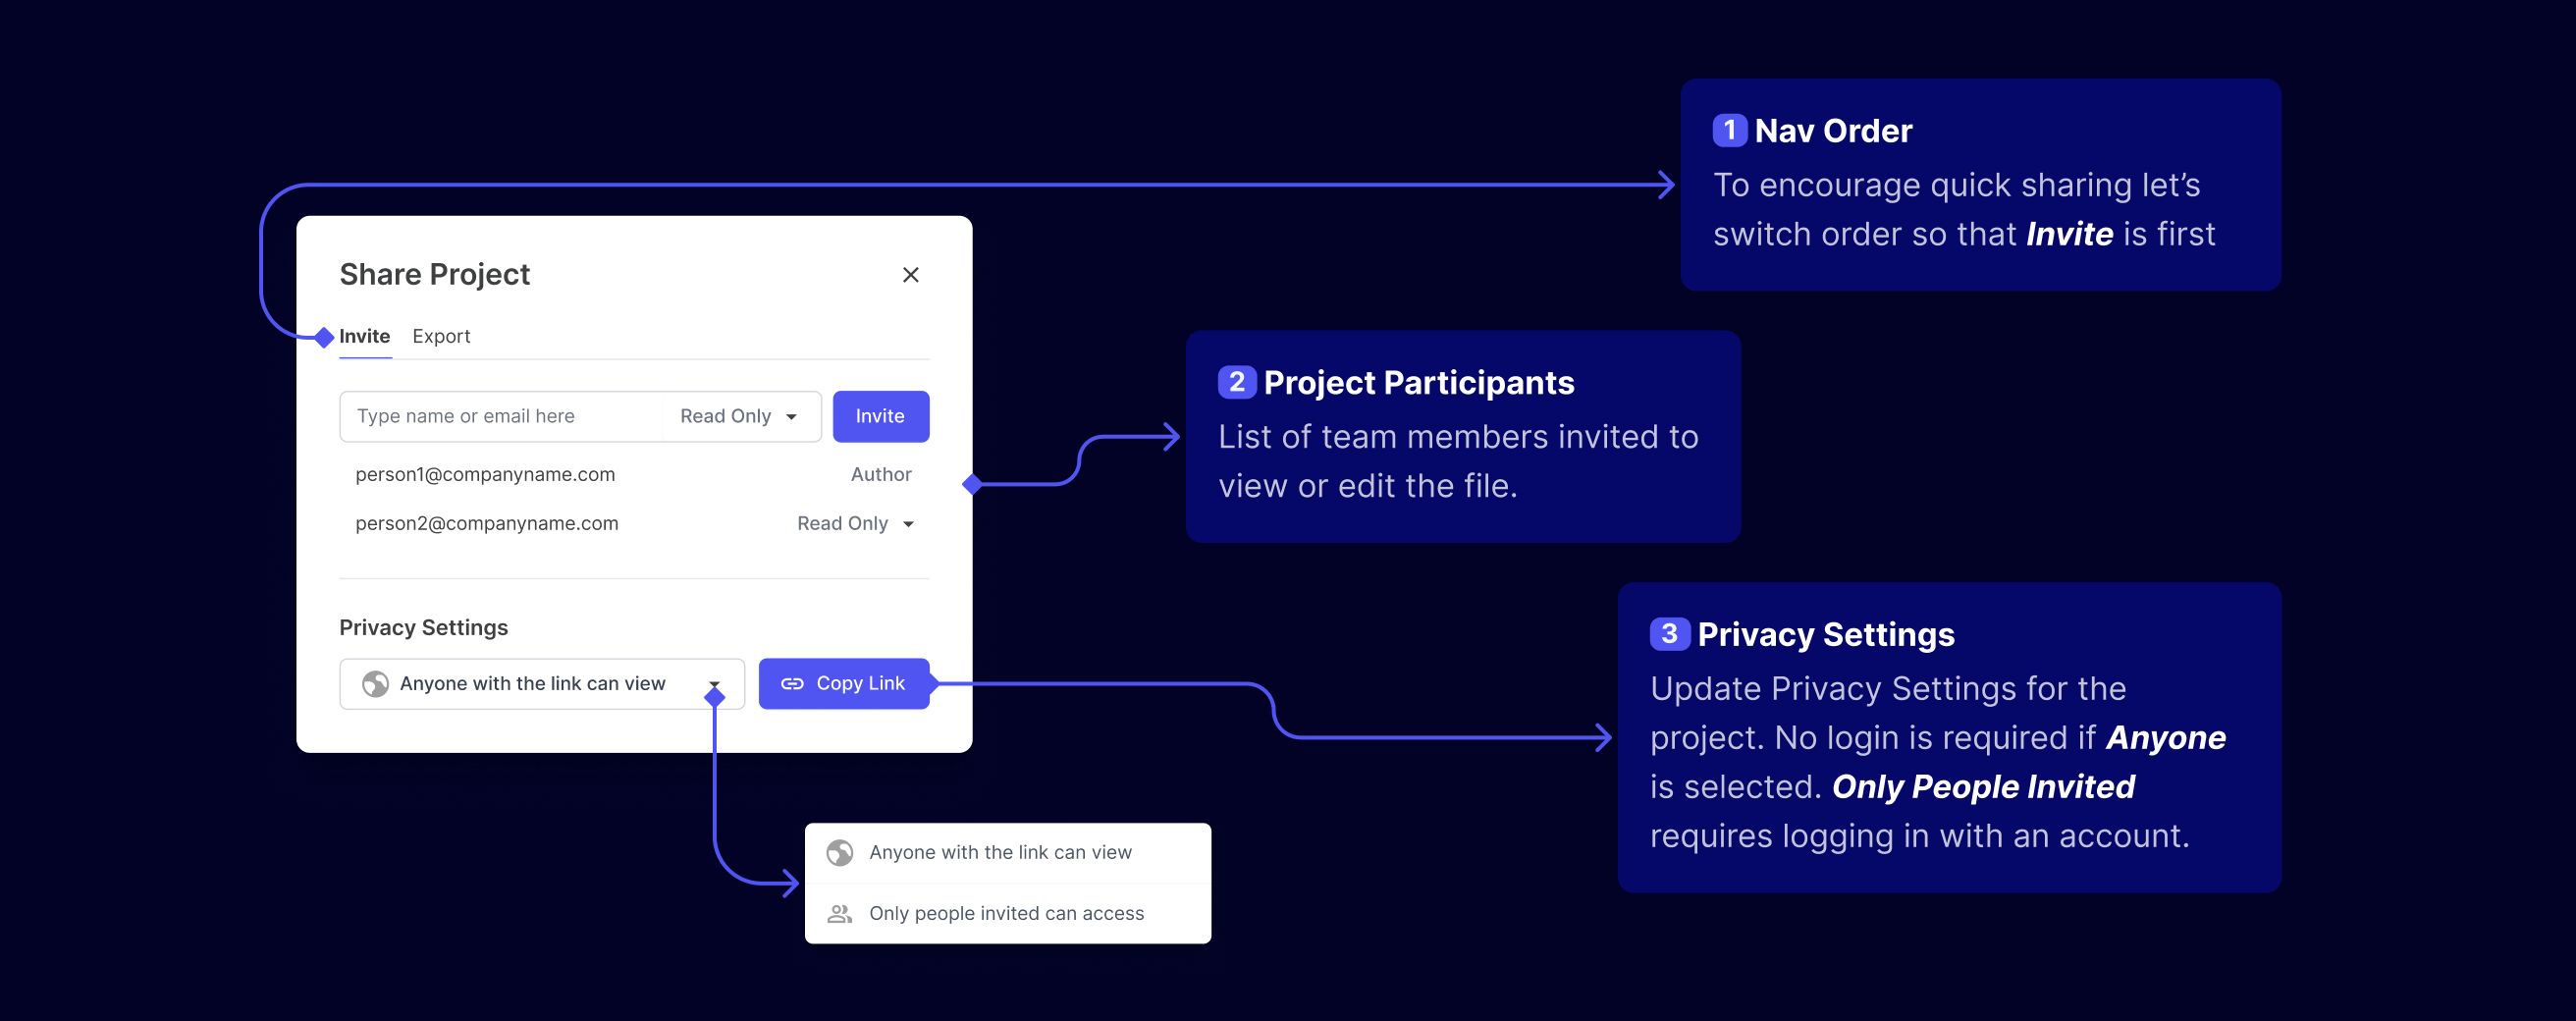 Share Project
Invite Export
Type name or email here Read Only Invite
person1@companyname.com Author
person2@companyname.com Read Only
Privacy Settings
Anyone with the link can view Copy Link
Anyone with the link can view
Only people invited can access
1 Nav Order
To encourage quick sharing let’s
switch order so that Invite is first
2 Project Participants
List of team members invited to
view or edit the file.
3 Privacy Settings
Update Privacy Settings for the
project. No login is required if Anyone
is selected. Only People Invited
requires logging in with an account.